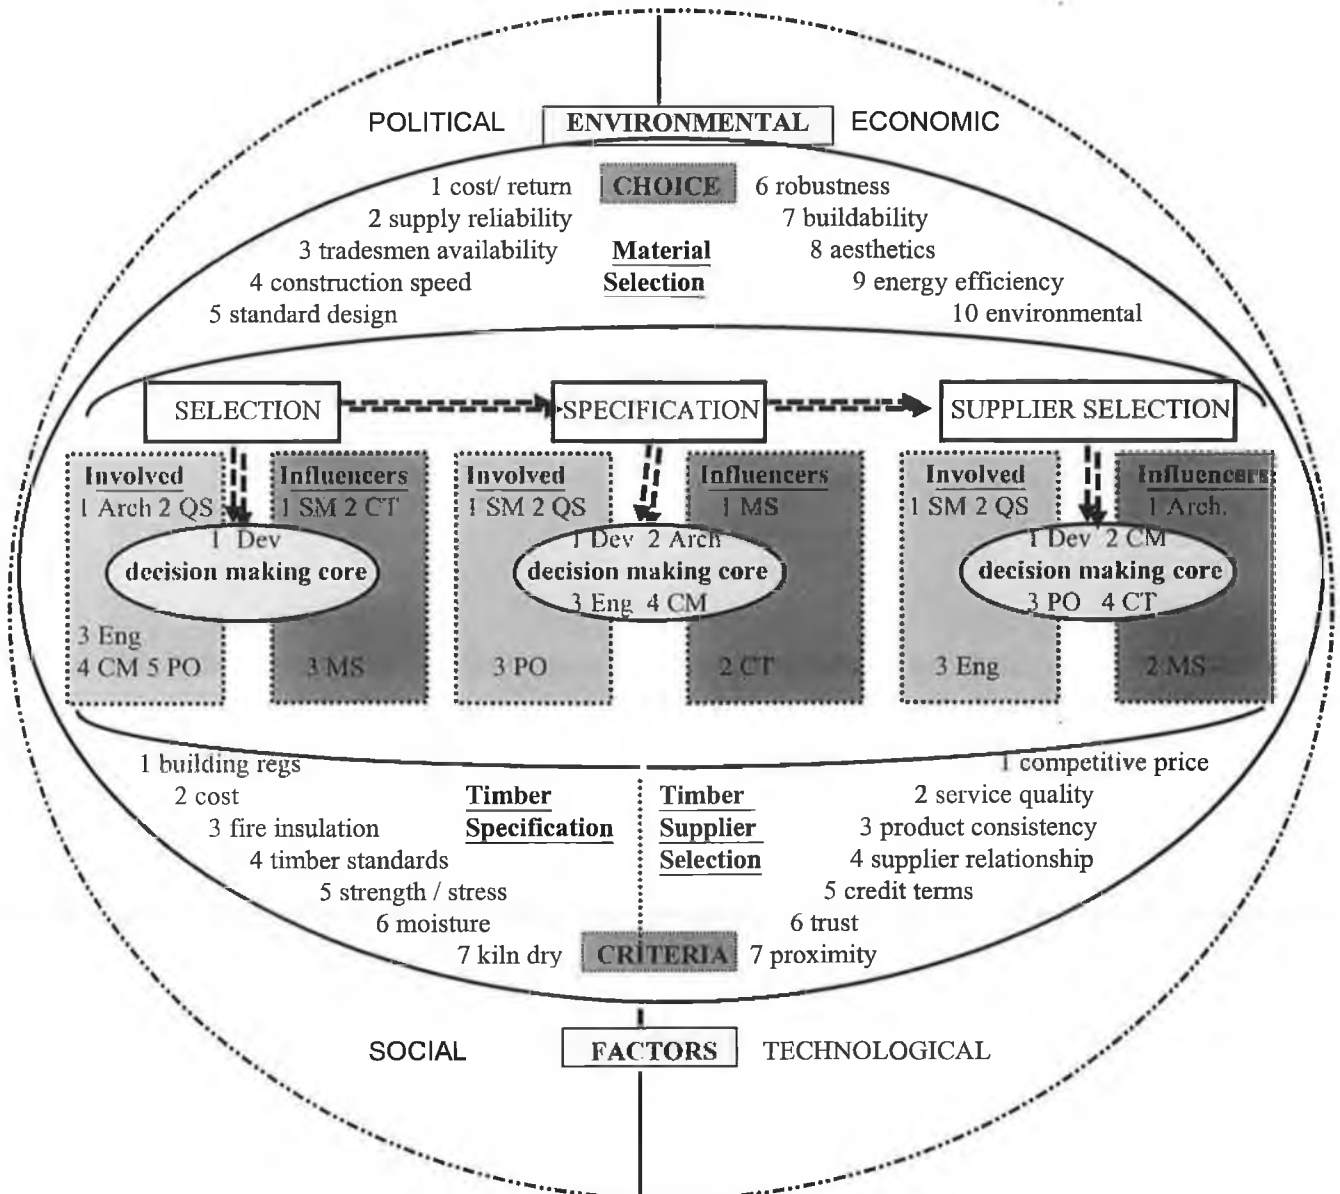 POLITICAL ENVIRONMENTAL ECONOMIC
1 cost/ return CHOICE 6 robustness
2 supply reliability 7 buildability
3 tradesmen availability Material 8 aesthetics
4 construction speed Selection 9 energy efficiency
5 standard design 10 environmental
SELECTION SPECIFICATION SUPPLIER SELECTION
Involved Influencers Involved Influencers Involved Influencers
1 Arch 2 QS 1 SM 2 CT 1 SM 2 QS 1 MS 1 SM 2 QS 1 Arch.
1 Dev 1 Dev 2 Arch 1 Dev 2 CM
decision making core decision making core decision making core
3 Eng 4 CM 3 PO 4 CT
3 Eng
4 CM 5 PO 3 MS 3 PO 2 CT 3 Eng 2 MS
1 building regs 1 competitive price
2 cost Timber Timber 2 service quality
3 fire insulation Specification Supplier 3 product consistency
4 timber standards Selection 4 supplier relationship
5 strength / stress 5 credit terms
6 moisture 6 trust
7 kiln dry CRITERIA 7 proximity
SOCIAL FACTORS TECHNOLOGICAL